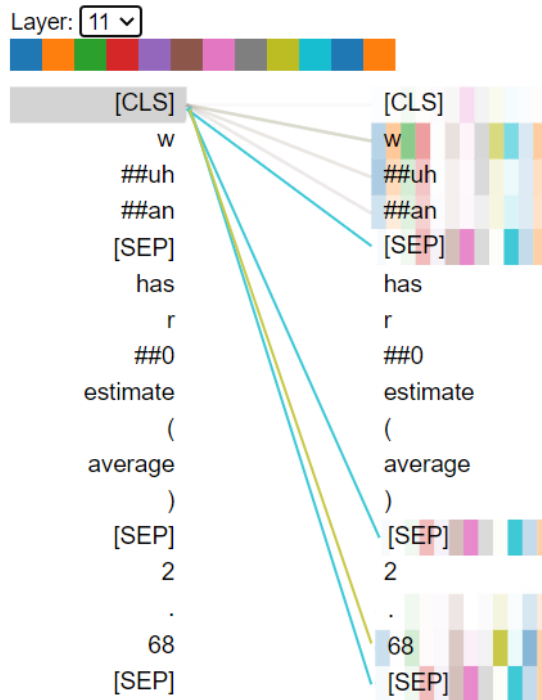 Layer: 11
[CLS] [CLS]
w w
##uh ##uh
##an ##an
[SEP] [SEP]
has has
r r
##0 ##0
estimate estimate
( (
average average
) )
[SEP] [SEP]
2 2
. .
68 68
[SEP] [SEP]